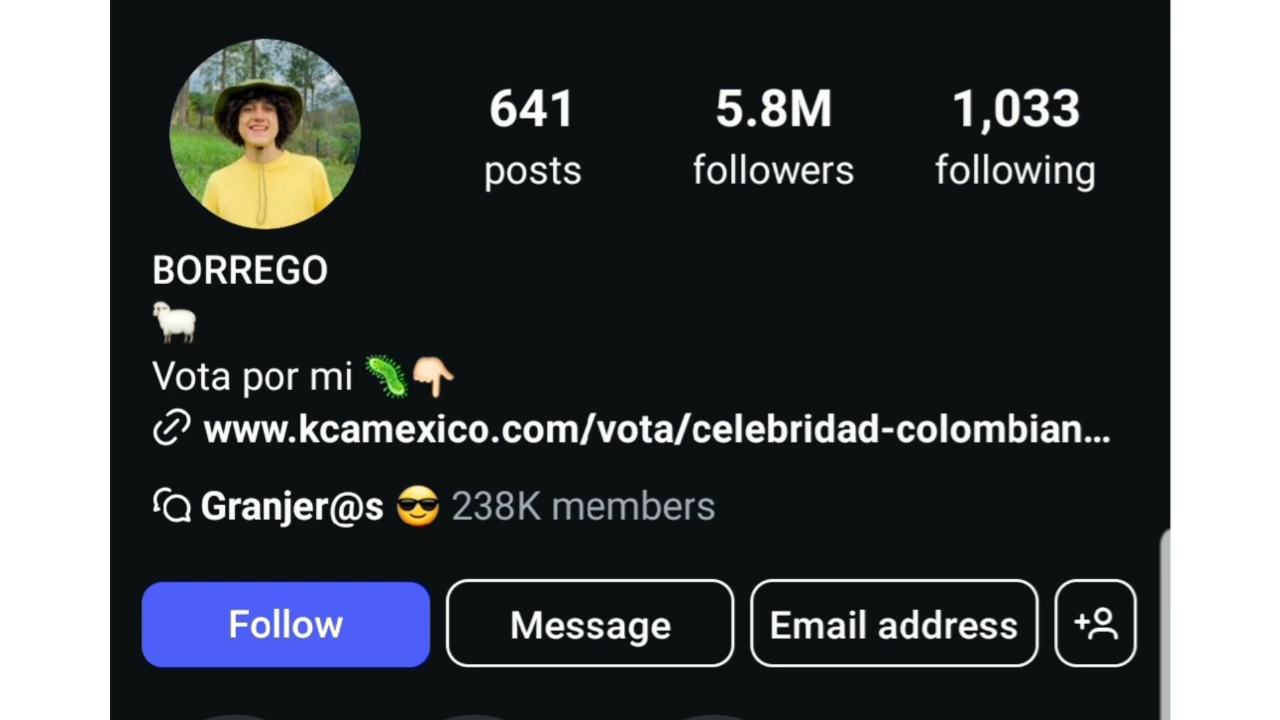 641 5.8M 1,033
posts followers following
BORREGO
🐑
Vota por mi 🦠👇🏻
www.kcamexico.com/vota/celebridad-colombian...
Granjer@s 😎 238K members
Follow Message Email address